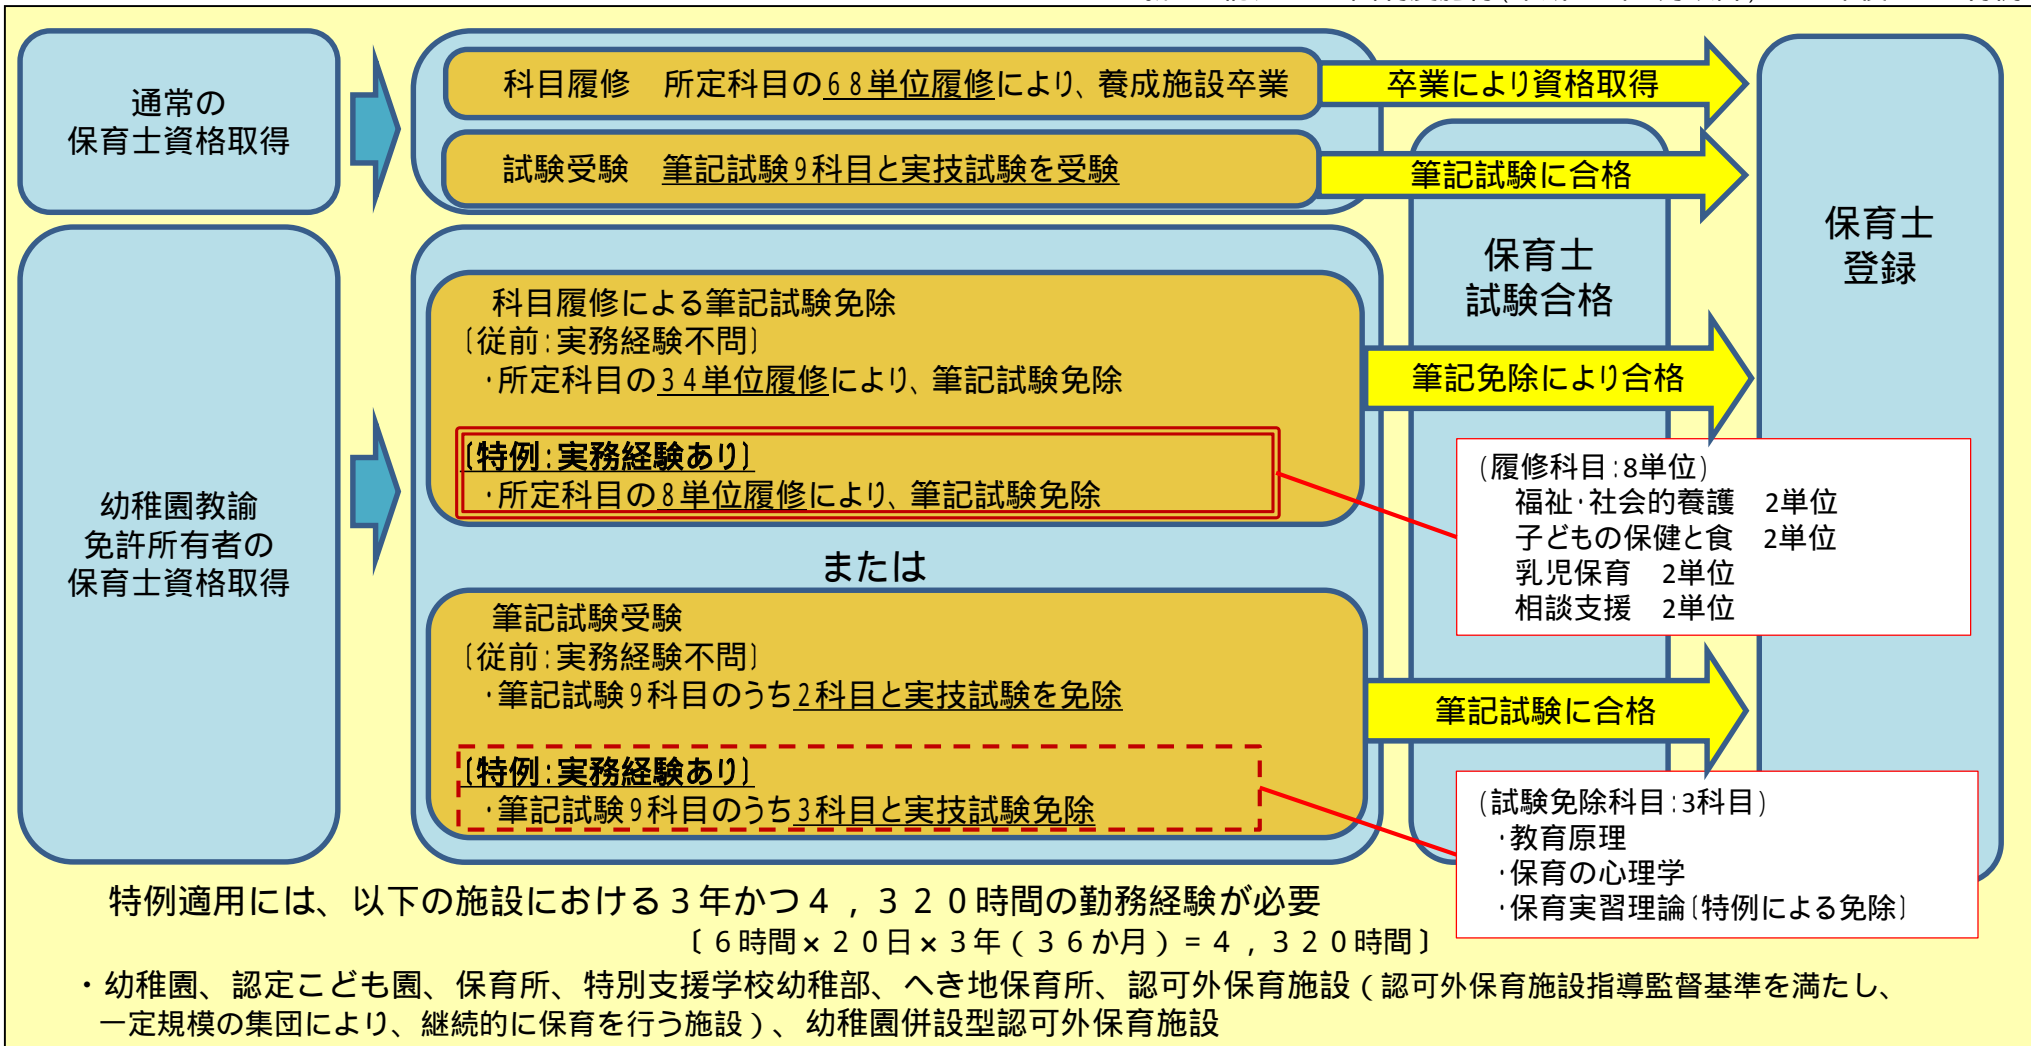 通常の
保育士資格取得
科目履修　所定科目の68単位履修により、養成施設卒業
卒業により資格取得
試験受験　筆記試験9科目と実技試験を受験
筆記試験に合格
保育士
試験合格
保育士
登録
幼稚園教諭
免許所有者の
保育士資格取得
科目履修による筆記試験免除
〔従前:実務経験不問〕
・所定科目の34単位履修により、筆記試験免除
〔特例:実務経験あり〕
・所定科目の8単位履修により、筆記試験免除
筆記免除により合格
(履修科目:8単位)
福祉・社会的養護　2単位
子どもの保健と食　2単位
乳児保育　2単位
相談支援　2単位
または
筆記試験受験
〔従前:実務経験不問〕
・筆記試験9科目のうち2科目と実技試験を免除
〔特例:実務経験あり〕
・筆記試験9科目のうち3科目と実技試験免除
筆記試験に合格
(試験免除科目:3科目)
・教育原理
・保育の心理学
・保育実習理論〔特例による免除〕
特例適用には、以下の施設における３年かつ４，３２０時間の勤務経験が必要
〔６時間×２０日×３年（３６か月）＝４，３２０時間〕
・幼稚園、認定こども園、保育所、特別支援学校幼稚部、へき地保育所、認可外保育施設（認可外保育施設指導監督基準を満たし、
一定規模の集団により、継続的に保育を行う施設）、幼稚園併設型認可外保育施設